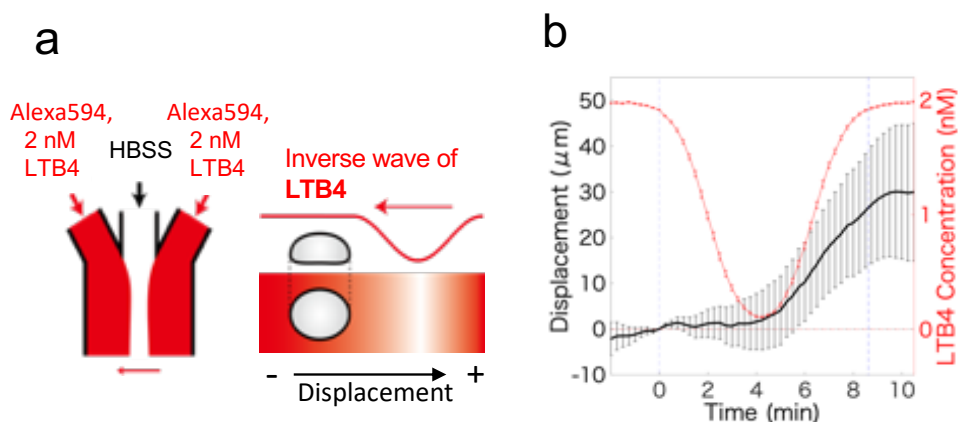 a
Alexa594,
2 nM
LTB4
HBSS
Alexa594,
2 nM
LTB4
Inverse wave of
LTB4
- Displacement +
b
Displacement (μm)
50
40
30
20
10
0
-10
0 2 4 6 8 10
Time (min)
2
1
0
LTB4 Concentration (nM)